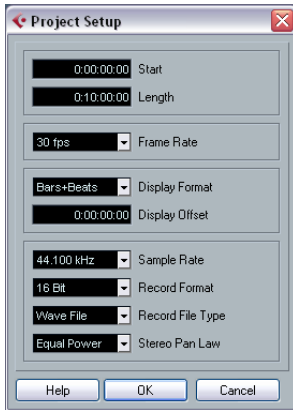 Project Setup
0:00:00:00 Start
0:10:00:00 Length
30 fps Frame Rate
Bars+Beats Display Format
0:00:00:00 Display Offset
44.100 kHz Sample Rate
16 Bit Record Format
Wave File Record File Type
Equal Power Stereo Pan Law
Help OK Cancel